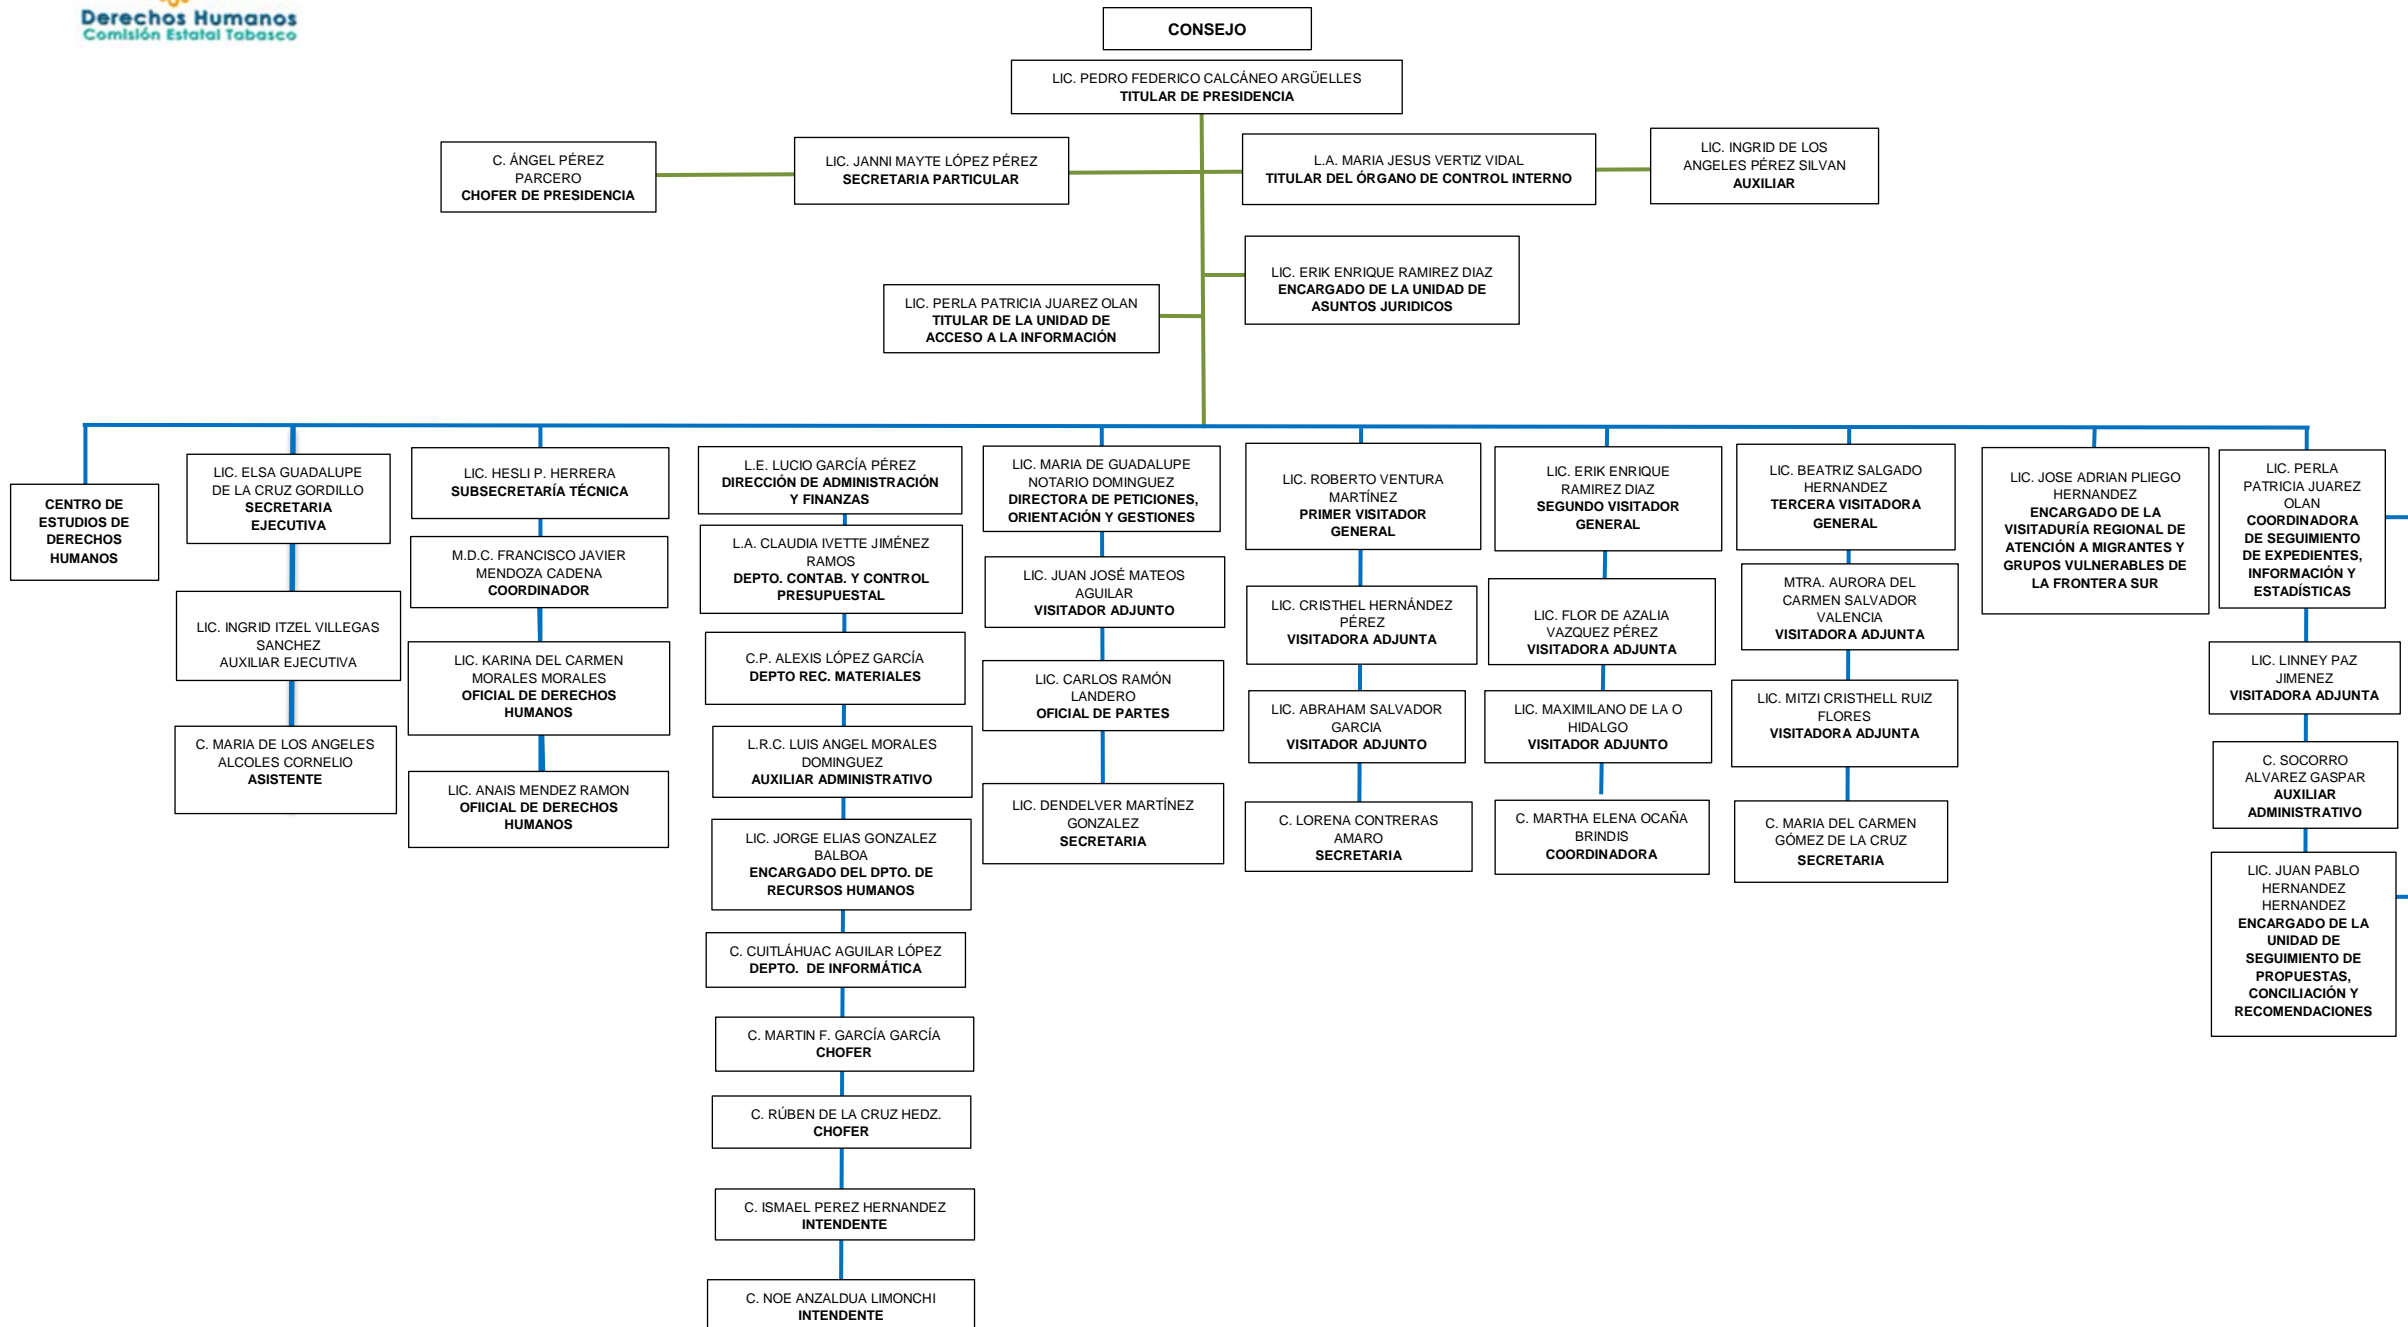 Derechos Humanos
Comisión Estatal Tabasco
CONSEJO
LIC. PEDRO FEDERICO CALCÁNEO ARGÜELLES
TITULAR DE PRESIDENCIA
C. ÁNGEL PÉREZ
PARCERO
CHOFER DE PRESIDENCIA
LIC. JANNI MAYTE LÓPEZ PÉREZ
SECRETARIA PARTICULAR
L.A. MARIA JESUS VERTIZ VIDAL
TITULAR DEL ÓRGANO DE CONTROL INTERNO
LIC. INGRID DE LOS
ANGELES PÉREZ SILVAN
AUXILIAR
LIC. ERIK ENRIQUE RAMIREZ DIAZ
ENCARGADO DE LA UNIDAD DE
ASUNTOS JURIDICOS
LIC. PERLA PATRICIA JUAREZ OLAN
TITULAR DE LA UNIDAD DE
ACCESO A LA INFORMACIÓN
CENTRO DE
ESTUDIOS DE
DERECHOS
HUMANOS
LIC. ELSA GUADALUPE
DE LA CRUZ GORDILLO
SECRETARIA
EJECUTIVA
LIC. INGRID ITZEL VILLEGAS
SANCHEZ
AUXILIAR EJECUTIVA
C. MARIA DE LOS ANGELES
ALCOLES CORNELIO
ASISTENTE
LIC. HESLI P. HERRERA
SUBSECRETARÍA TÉCNICA
M.D.C. FRANCISCO JAVIER
MENDOZA CADENA
COORDINADOR
LIC. KARINA DEL CARMEN
MORALES MORALES
OFICIAL DE DERECHOS
HUMANOS
LIC. ANAIS MENDEZ RAMON
OFIICIAL DE DERECHOS
HUMANOS
L.E. LUCIO GARCÍA PÉREZ
DIRECCIÓN DE ADMINISTRACIÓN
Y FINANZAS
L.A. CLAUDIA IVETTE JIMÉNEZ
RAMOS
DEPTO. CONTAB. Y CONTROL
PRESUPUESTAL
C.P. ALEXIS LÓPEZ GARCÍA
DEPTO REC. MATERIALES
L.R.C. LUIS ANGEL MORALES
DOMINGUEZ
AUXILIAR ADMINISTRATIVO
LIC. JORGE ELIAS GONZALEZ
BALBOA
ENCARGADO DEL DPTO. DE
RECURSOS HUMANOS
C. CUITLÁHUAC AGUILAR LÓPEZ
DEPTO. DE INFORMÁTICA
C. MARTIN F. GARCÍA GARCÍA
CHOFER
C. RÚBEN DE LA CRUZ HEDZ.
CHOFER
C. ISMAEL PEREZ HERNANDEZ
INTENDENTE
C. NOE ANZALDUA LIMONCHI
INTENDENTE
LIC. MARIA DE GUADALUPE
NOTARIO DOMINGUEZ
DIRECTORA DE PETICIONES,
ORIENTACIÓN Y GESTIONES
LIC. JUAN JOSÉ MATEOS
AGUILAR
VISITADOR ADJUNTO
LIC. CARLOS RAMÓN
LANDERO
OFICIAL DE PARTES
LIC. DENDELVER MARTÍNEZ
GONZALEZ
SECRETARIA
LIC. ROBERTO VENTURA
MARTÍNEZ
PRIMER VISITADOR
GENERAL
LIC. CRISTHEL HERNÁNDEZ
PÉREZ
VISITADORA ADJUNTA
LIC. ABRAHAM SALVADOR
GARCIA
VISITADOR ADJUNTO
C. LORENA CONTRERAS
AMARO
SECRETARIA
LIC. ERIK ENRIQUE
RAMIREZ DIAZ
SEGUNDO VISITADOR
GENERAL
LIC. FLOR DE AZALIA
VAZQUEZ PÉREZ
VISITADORA ADJUNTA
LIC. MAXIMILANO DE LA O
HIDALGO
VISITADOR ADJUNTO
C. MARTHA ELENA OCAÑA
BRINDIS
COORDINADORA
LIC. BEATRIZ SALGADO
HERNANDEZ
TERCERA VISITADORA
GENERAL
MTRA. AURORA DEL
CARMEN SALVADOR
VALENCIA
VISITADORA ADJUNTA
LIC. MITZI CRISTHELL RUIZ
FLORES
VISITADORA ADJUNTA
C. MARIA DEL CARMEN
GÓMEZ DE LA CRUZ
SECRETARIA
LIC. JOSE ADRIAN PLIEGO
HERNANDEZ
ENCARGADO DE LA
VISITADURÍA REGIONAL DE
ATENCIÓN A MIGRANTES Y
GRUPOS VULNERABLES DE
LA FRONTERA SUR
LIC. PERLA
PATRICIA JUAREZ
OLAN
COORDINADORA
DE SEGUIMIENTO
DE EXPEDIENTES,
INFORMACIÓN Y
ESTADÍSTICAS
LIC. LINNEY PAZ
JIMENEZ
VISITADORA ADJUNTA
C. SOCORRO
ALVAREZ GASPAR
AUXILIAR
ADMINISTRATIVO
LIC. JUAN PABLO
HERNANDEZ
HERNANDEZ
ENCARGADO DE LA
UNIDAD DE
SEGUIMIENTO DE
PROPUESTAS,
CONCILIACIÓN Y
RECOMENDACIONES